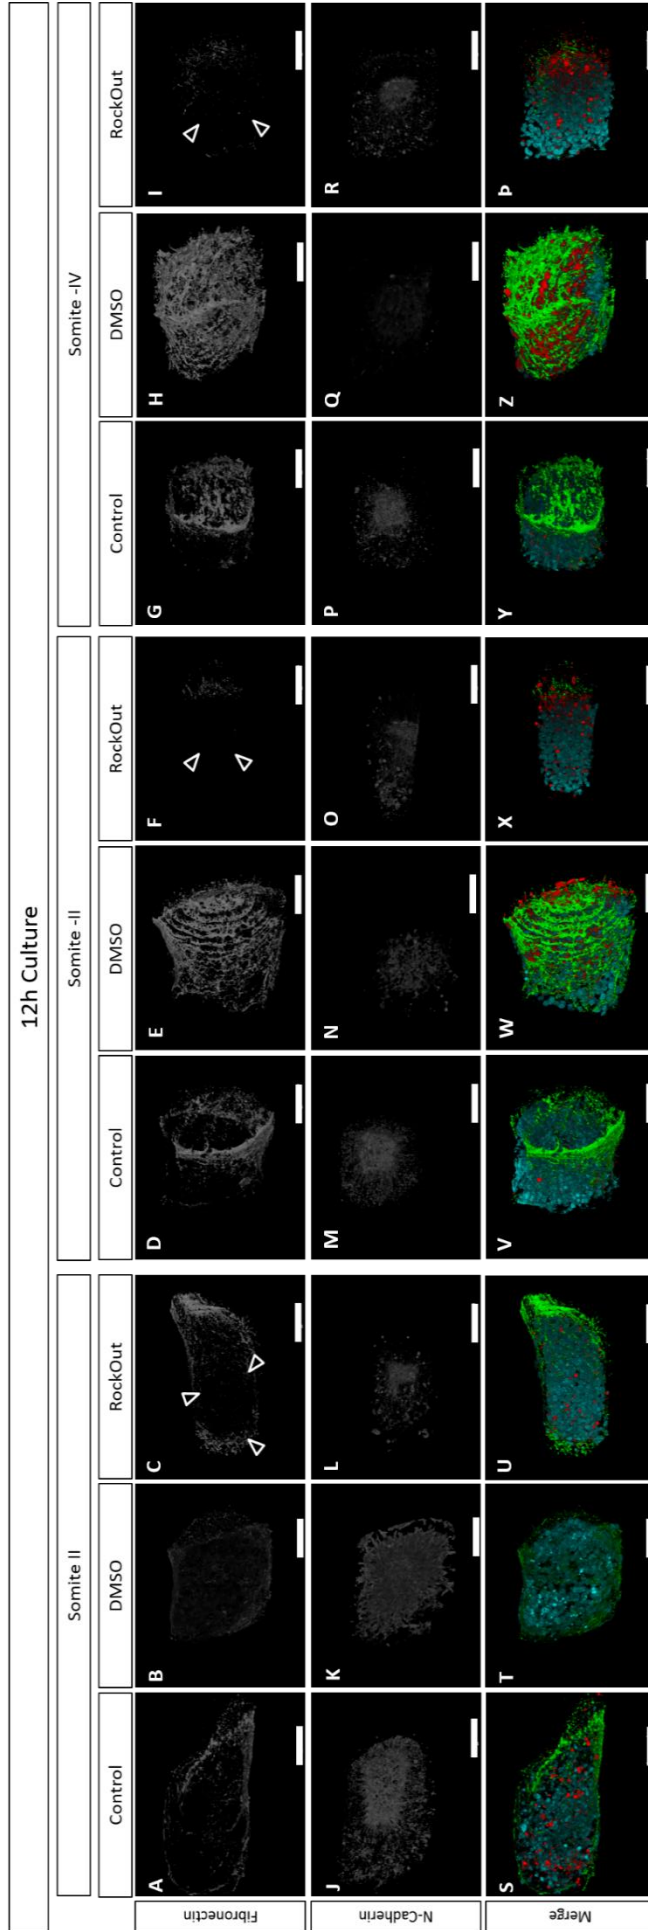 12h Culture
Somite II
Somite -II
Somite -IV
Control
DMSO
RockOut
Control
DMSO
RockOut
Control
DMSO
RockOut
Fibronectin
A
B
C
D
E
F
G
H
I
N-Cadherin
J
K
L
M
N
O
P
Q
R
Merge
S
T
U
V
W
X
Y
Z
Þ